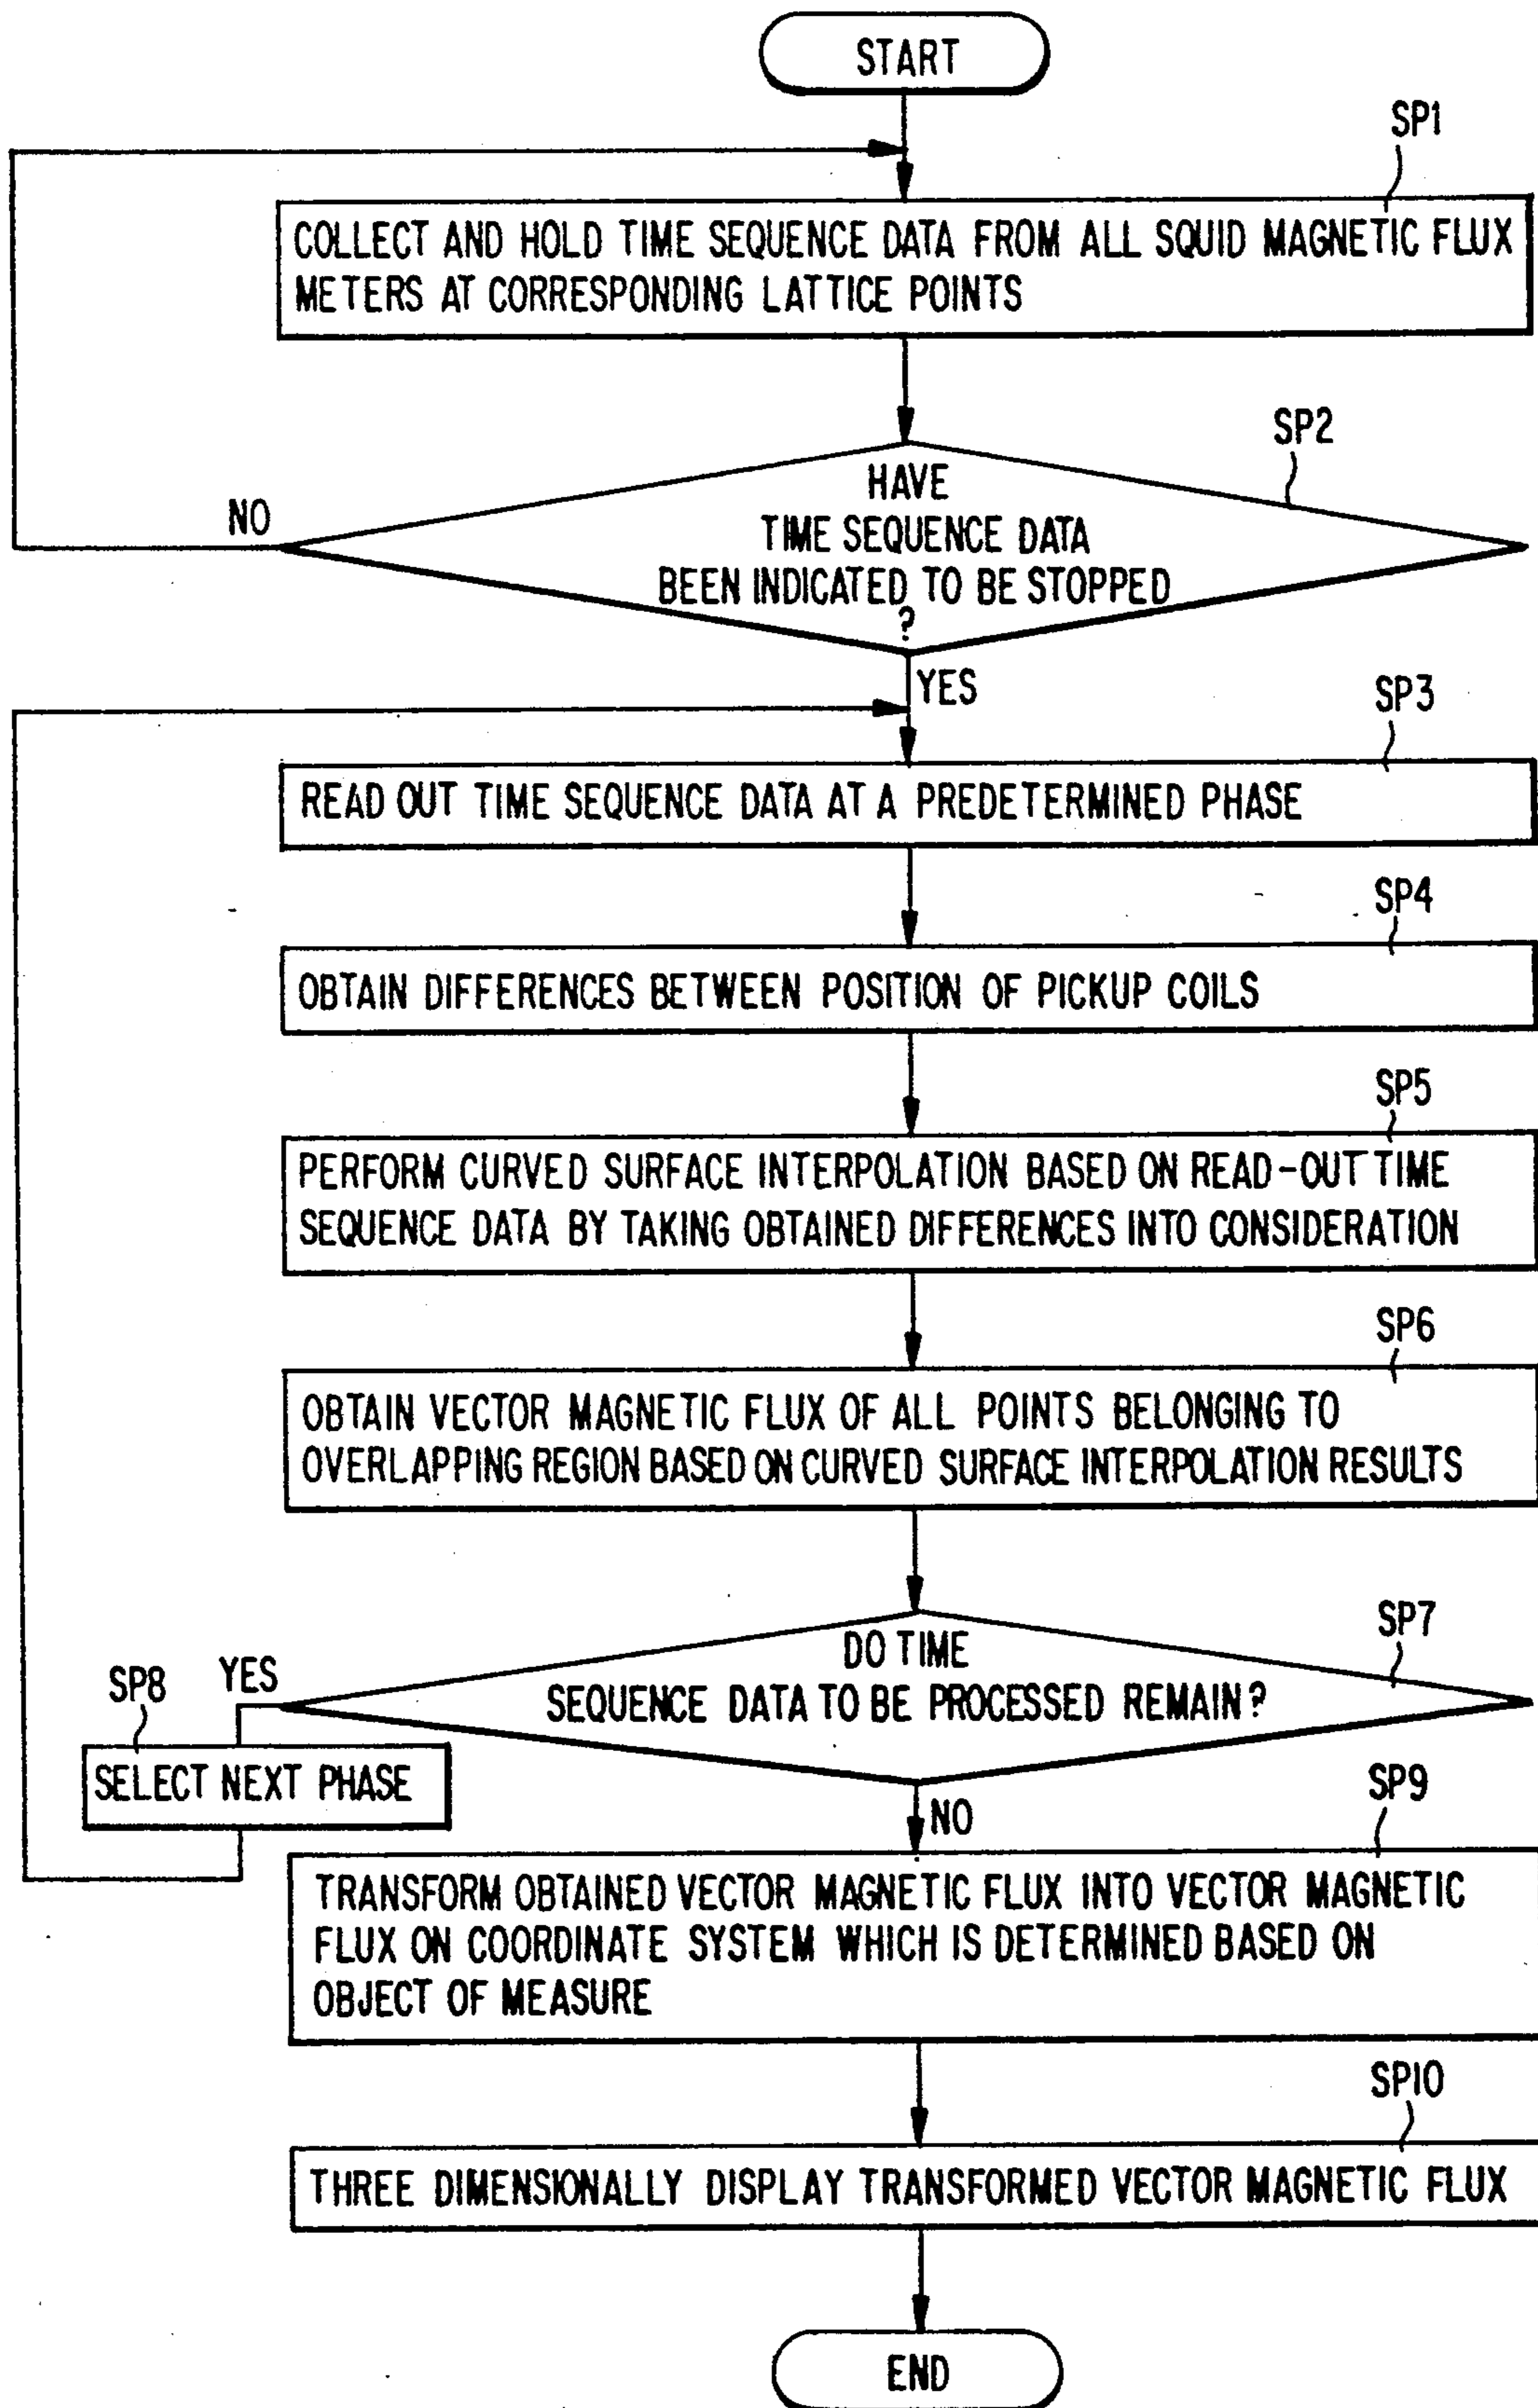 START
SP1
COLLECT AND HOLD TIME SEQUENCE DATA FROM ALL SQUID MAGNETIC FLUX
METERS AT CORRESPONDING LATTICE POINTS
SP2
HAVE
TIME SEQUENCE DATA
BEEN INDICATED TO BE STOPPED
?
NO
YES
SP3
READ OUT TIME SEQUENCE DATA AT A PREDETERMINED PHASE
SP4
OBTAIN DIFFERENCES BETWEEN POSITION OF PICKUP COILS
SP5
PERFORM CURVED SURFACE INTERPOLATION BASED ON READ-OUT TIME
SEQUENCE DATA BY TAKING OBTAINED DIFFERENCES INTO CONSIDERATION
SP6
OBTAIN VECTOR MAGNETIC FLUX OF ALL POINTS BELONGING TO
OVERLAPPING REGION BASED ON CURVED SURFACE INTERPOLATION RESULTS
SP7
DO TIME
SEQUENCE DATA TO BE PROCESSED REMAIN?
YES
SP8
SELECT NEXT PHASE
NO
SP9
TRANSFORM OBTAINED VECTOR MAGNETIC FLUX INTO VECTOR MAGNETIC
FLUX ON COORDINATE SYSTEM WHICH IS DETERMINED BASED ON
OBJECT OF MEASURE
SP10
THREE DIMENSIONALLY DISPLAY TRANSFORMED VECTOR MAGNETIC FLUX
END